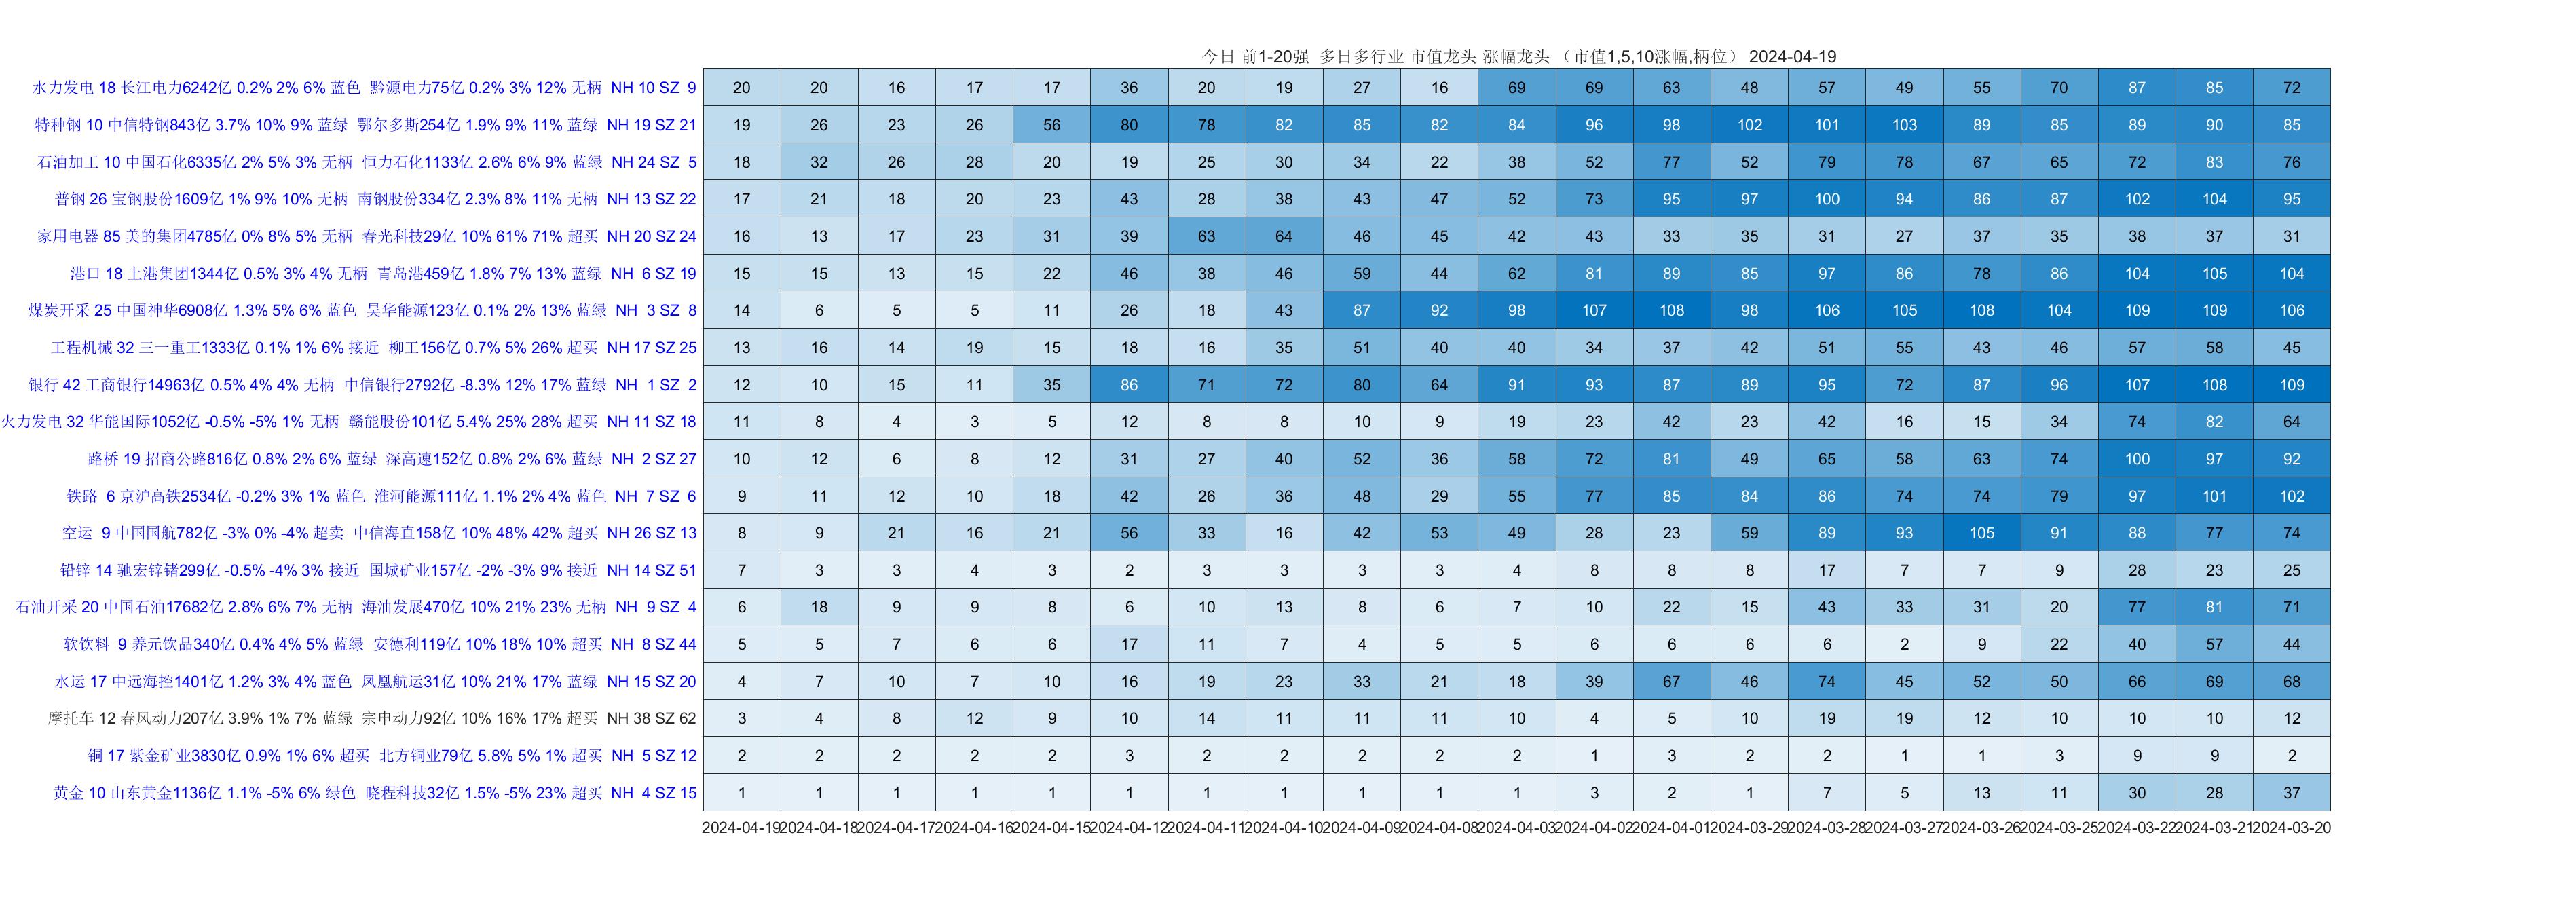 今日 前1-20强 多日多行业 市值龙头 涨幅龙头 （市值1,5,10涨幅,柄位） 2024-04-19
水力发电 18 长江电力6242亿 0.2% 2% 6% 蓝色 黔源电力75亿 0.2% 3% 12% 无柄 NH 10 SZ 9 20 20 16 17 17 36 20 19 27 16 69 69 63 48 57 49 55 70 87 85 72
特种钢 10 中信特钢843亿 3.7% 10% 9% 蓝绿 鄂尔多斯254亿 1.9% 9% 11% 蓝绿 NH 19 SZ 21 19 26 23 26 56 80 78 82 85 82 84 96 98 102 101 103 89 85 89 90 85
石油加工 10 中国石化6335亿 2% 5% 3% 无柄 恒力石化1133亿 2.6% 6% 9% 蓝绿 NH 24 SZ 5 18 32 26 28 20 19 25 30 34 22 38 52 77 52 79 78 67 65 72 83 76
普钢 26 宝钢股份1609亿 1% 9% 10% 无柄 南钢股份334亿 2.3% 8% 11% 无柄 NH 13 SZ 22 17 21 18 20 23 43 28 38 43 47 52 73 95 97 100 94 86 87 102 104 95
家用电器 85 美的集团4785亿 0% 8% 5% 无柄 春光科技29亿 10% 61% 71% 超买 NH 20 SZ 24 16 13 17 23 31 39 63 64 46 45 42 43 33 35 31 27 37 35 38 37 31
港口 18 上港集团1344亿 0.5% 3% 4% 无柄 青岛港459亿 1.8% 7% 13% 蓝绿 NH 6 SZ 19 15 15 13 15 22 46 38 46 59 44 62 81 89 85 97 86 78 86 104 105 104
煤炭开采 25 中国神华6908亿 1.3% 5% 6% 蓝色 昊华能源123亿 0.1% 2% 13% 蓝绿 NH 3 SZ 8 14 6 5 5 11 26 18 43 87 92 98 107 108 98 106 105 108 104 109 109 106
工程机械 32 三一重工1333亿 0.1% 1% 6% 接近 柳工156亿 0.7% 5% 26% 超买 NH 17 SZ 25 13 16 14 19 15 18 16 35 51 40 40 34 37 42 51 55 43 46 57 58 45
银行 42 工商银行14963亿 0.5% 4% 4% 无柄 中信银行2792亿 -8.3% 12% 17% 蓝绿 NH 1 SZ 2 12 10 15 11 35 86 71 72 80 64 91 93 87 89 95 72 87 96 107 108 109
火力发电 32 华能国际1052亿 -0.5% -5% 1% 无柄 赣能股份101亿 5.4% 25% 28% 超买 NH 11 SZ 18 11 8 4 3 5 12 8 8 10 9 19 23 42 23 42 16 15 34 74 82 64
路桥 19 招商公路816亿 0.8% 2% 6% 蓝绿 深高速152亿 0.8% 2% 6% 蓝绿 NH 2 SZ 27 10 12 6 8 12 31 27 40 52 36 58 72 81 49 65 58 63 74 100 97 92
铁路 6 京沪高铁2534亿 -0.2% 3% 1% 蓝色 淮河能源111亿 1.1% 2% 4% 蓝色 NH 7 SZ 6 9 11 12 10 18 42 26 36 48 29 55 77 85 84 86 74 74 79 97 101 102
空运 9 中国国航782亿 -3% 0% -4% 超卖 中信海直158亿 10% 48% 42% 超买 NH 26 SZ 13 8 9 21 16 21 56 33 16 42 53 49 28 23 59 89 93 105 91 88 77 74
铅锌 14 驰宏锌锗299亿 -0.5% -4% 3% 接近 国城矿业157亿 -2% -3% 9% 接近 NH 14 SZ 51 7 3 3 4 3 2 3 3 3 3 4 8 8 8 17 7 7 9 28 23 25
石油开采 20 中国石油17682亿 2.8% 6% 7% 无柄 海油发展470亿 10% 21% 23% 无柄 NH 9 SZ 4 6 18 9 9 8 6 10 13 8 6 7 10 22 15 43 33 31 20 77 81 71
软饮料 9 养元饮品340亿 0.4% 4% 5% 蓝绿 安德利119亿 10% 18% 10% 超买 NH 8 SZ 44 5 5 7 6 6 17 11 7 4 5 5 6 6 6 6 2 9 22 40 57 44
水运 17 中远海控1401亿 1.2% 3% 4% 蓝色 凤凰航运31亿 10% 21% 17% 蓝绿 NH 15 SZ 20 4 7 10 7 10 16 19 23 33 21 18 39 67 46 74 45 52 50 66 69 68
摩托车 12 春风动力207亿 3.9% 1% 7% 蓝绿 宗申动力92亿 10% 16% 17% 超买 NH 38 SZ 62 3 4 8 12 9 10 14 11 11 11 10 4 5 10 19 19 12 10 10 10 12
铜 17 紫金矿业3830亿 0.9% 1% 6% 超买 北方铜业79亿 5.8% 5% 1% 超买 NH 5 SZ 12 2 2 2 2 2 3 2 2 2 2 2 1 3 2 2 1 1 3 9 9 2
黄金 10 山东黄金1136亿 1.1% -5% 6% 绿色 晓程科技32亿 1.5% -5% 23% 超买 NH 4 SZ 15 1 1 1 1 1 1 1 1 1 1 1 3 2 1 7 5 13 11 30 28 37
2024-04-19 2024-04-18 2024-04-17 2024-04-16 2024-04-15 2024-04-12 2024-04-11 2024-04-10 2024-04-09 2024-04-08 2024-04-03 2024-04-02 2024-04-01 2024-03-29 2024-03-28 2024-03-27 2024-03-26 2024-03-25 2024-03-22 2024-03-21 2024-03-20